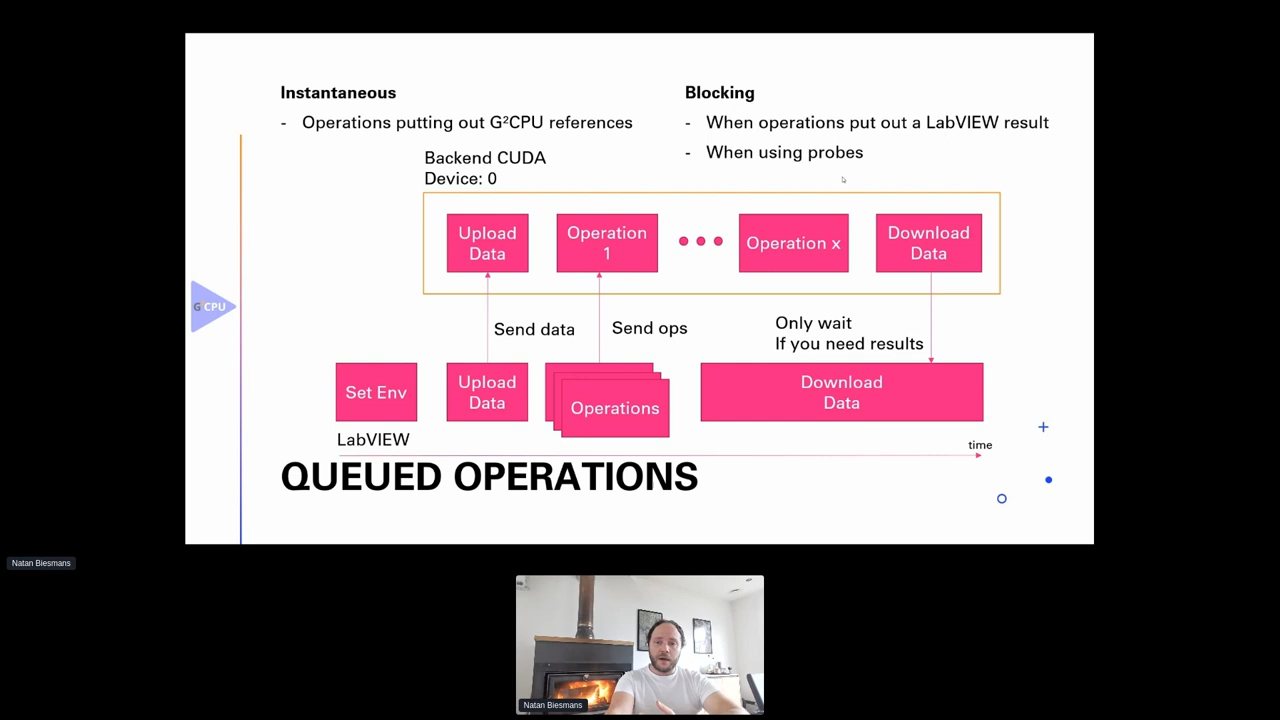 Instantaneous
- Operations putting out G²CPU references
Blocking
- When operations put out a LabVIEW result
- When using probes
Backend CUDA
Device: 0
Upload
Data
Operation
1
Operation x
Download
Data
G²CPU
Send data
Send ops
Only wait
If you need results
Set Env
Upload
Data
Operations
Download
Data
LabVIEW
time
QUEUED OPERATIONS
Natan Biesmans
Natan Biesmans